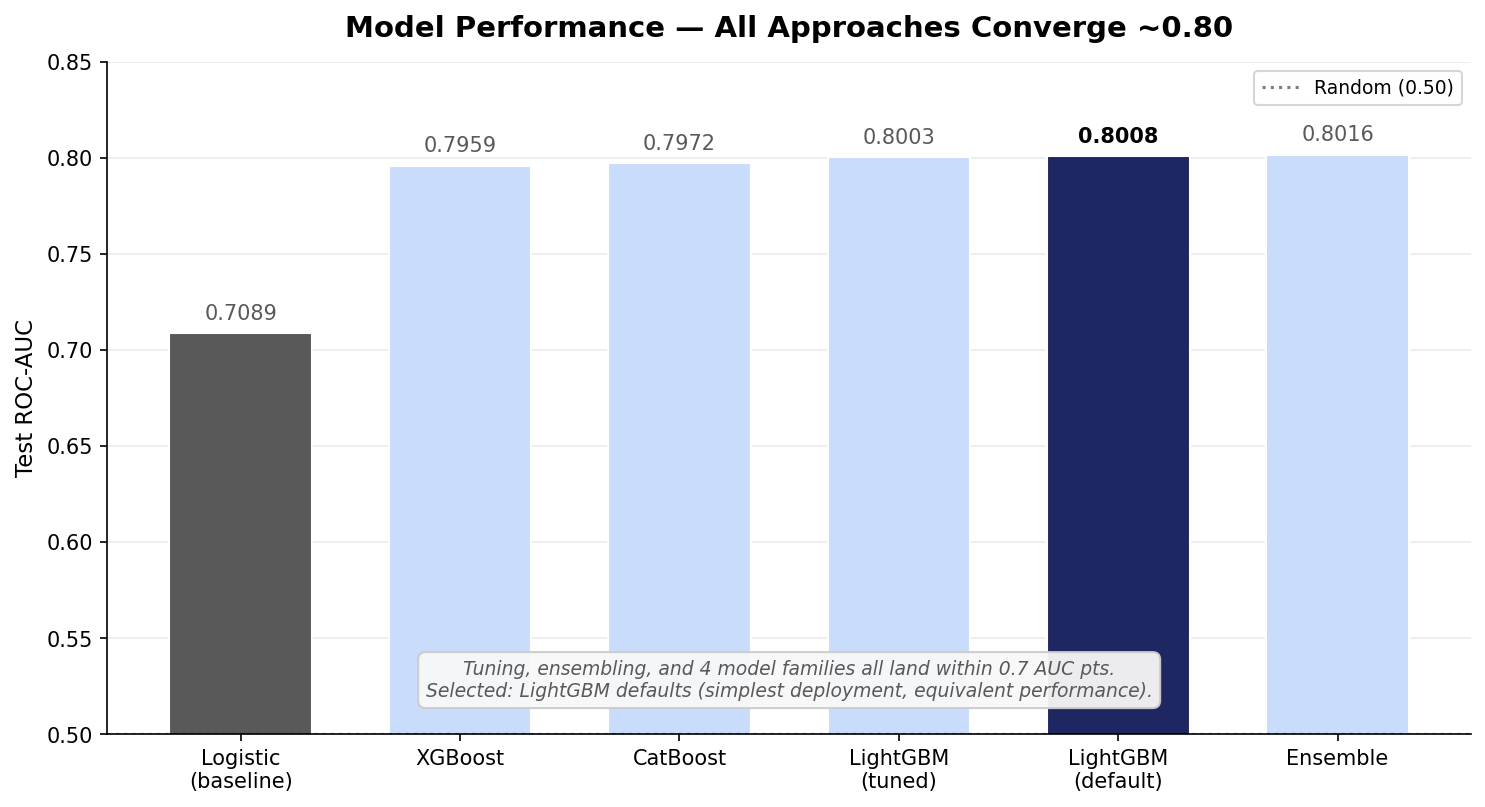 Model Performance — All Approaches Converge ~0.80
Random (0.50)
Test ROC-AUC
0.85
0.80
0.75
0.70
0.65
0.60
0.55
0.50
0.7089
0.7959
0.7972
0.8003
0.8008
0.8016
Tuning, ensembling, and 4 model families all land within 0.7 AUC pts.
Selected: LightGBM defaults (simplest deployment, equivalent performance).
Logistic
(baseline)
XGBoost
CatBoost
LightGBM
(tuned)
LightGBM
(default)
Ensemble